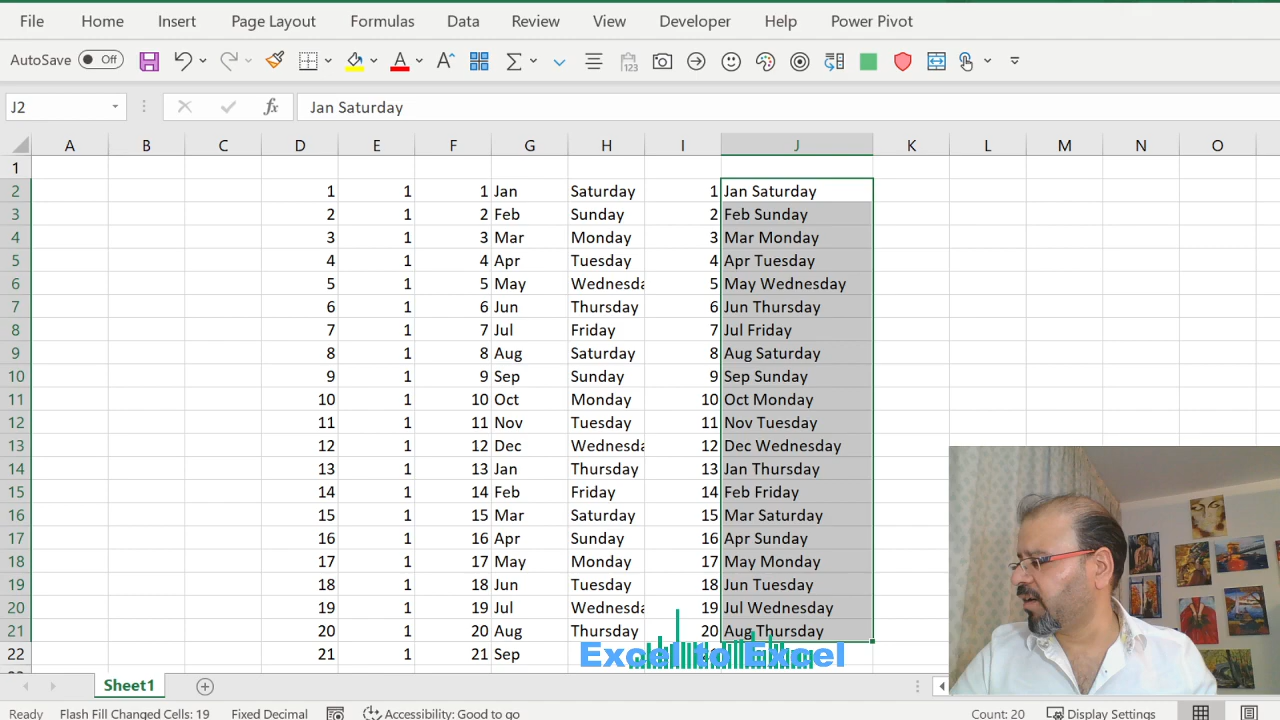 File Home Insert Page Layout Formulas Data Review View Developer Help Power Pivot
AutoSave Off
J2 fx Jan Saturday
A B C D E F G H I J K L M N O
1
2 1 1 1 Jan Saturday 1 Jan Saturday
3 2 1 2 Feb Sunday 2 Feb Sunday
4 3 1 3 Mar Monday 3 Mar Monday
5 4 1 4 Apr Tuesday 4 Apr Tuesday
6 5 1 5 May Wednesda 5 May Wednesday
7 6 1 6 Jun Thursday 6 Jun Thursday
8 7 1 7 Jul Friday 7 Jul Friday
9 8 1 8 Aug Saturday 8 Aug Saturday
10 9 1 9 Sep Sunday 9 Sep Sunday
11 10 1 10 Oct Monday 10 Oct Monday
12 11 1 11 Nov Tuesday 11 Nov Tuesday
13 12 1 12 Dec Wednesda 12 Dec Wednesday
14 13 1 13 Jan Thursday 13 Jan Thursday
15 14 1 14 Feb Friday 14 Feb Friday
16 15 1 15 Mar Saturday 15 Mar Saturday
17 16 1 16 Apr Sunday 16 Apr Sunday
18 17 1 17 May Monday 17 May Monday
19 18 1 18 Jun Tuesday 18 Jun Tuesday
20 19 1 19 Jul Wednesda 19 Jul Wednesday
21 20 1 20 Aug Thursday 20 Aug Thursday
22 21 1 21 Sep
Excel to Excel
Sheet1
Ready Flash Fill Changed Cells: 19 Fixed Decimal Accessibility: Good to go Count: 20 Display Settings